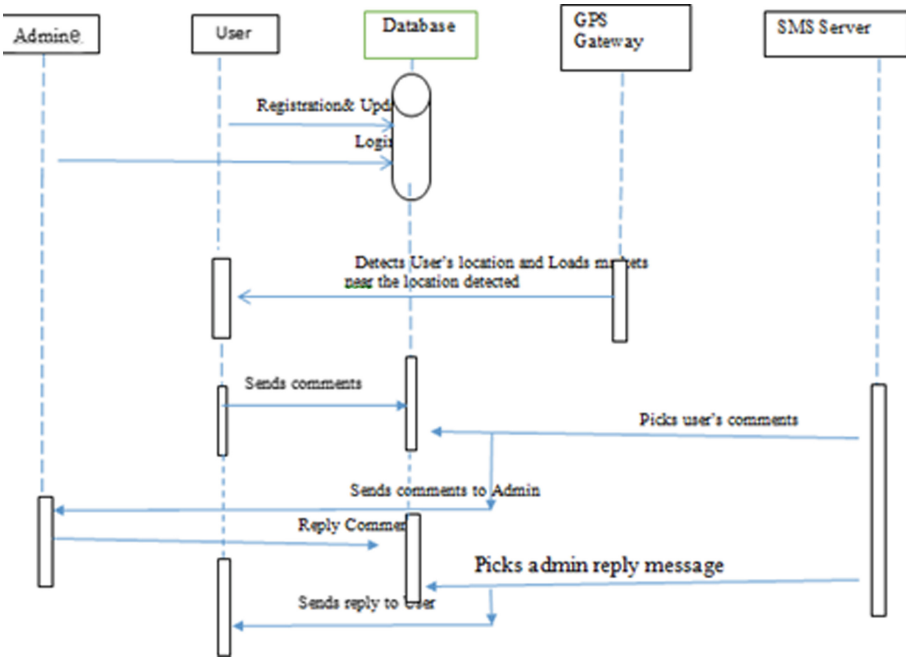 Admine
User
Database
GPS
Gateway
SMS Server
Registration& Upd
Login
Detects User's location and Loads markets
near the location detected
Sends comments
Picks user's comments
Sends comments to Admin
Reply Commen
Picks admin reply message
Sends reply to User